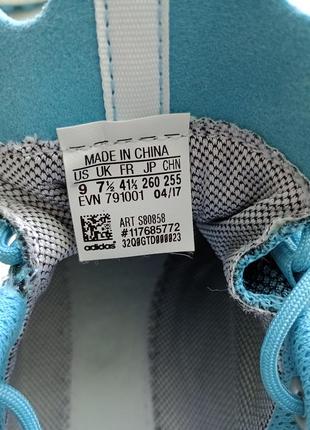 MADE IN CHINA
US UK FR JP CHN
9 7½ 41⅓ 260 255
EVN 791001 04/17
ART S80858
#117685772
adidas 32Q0GTD000023